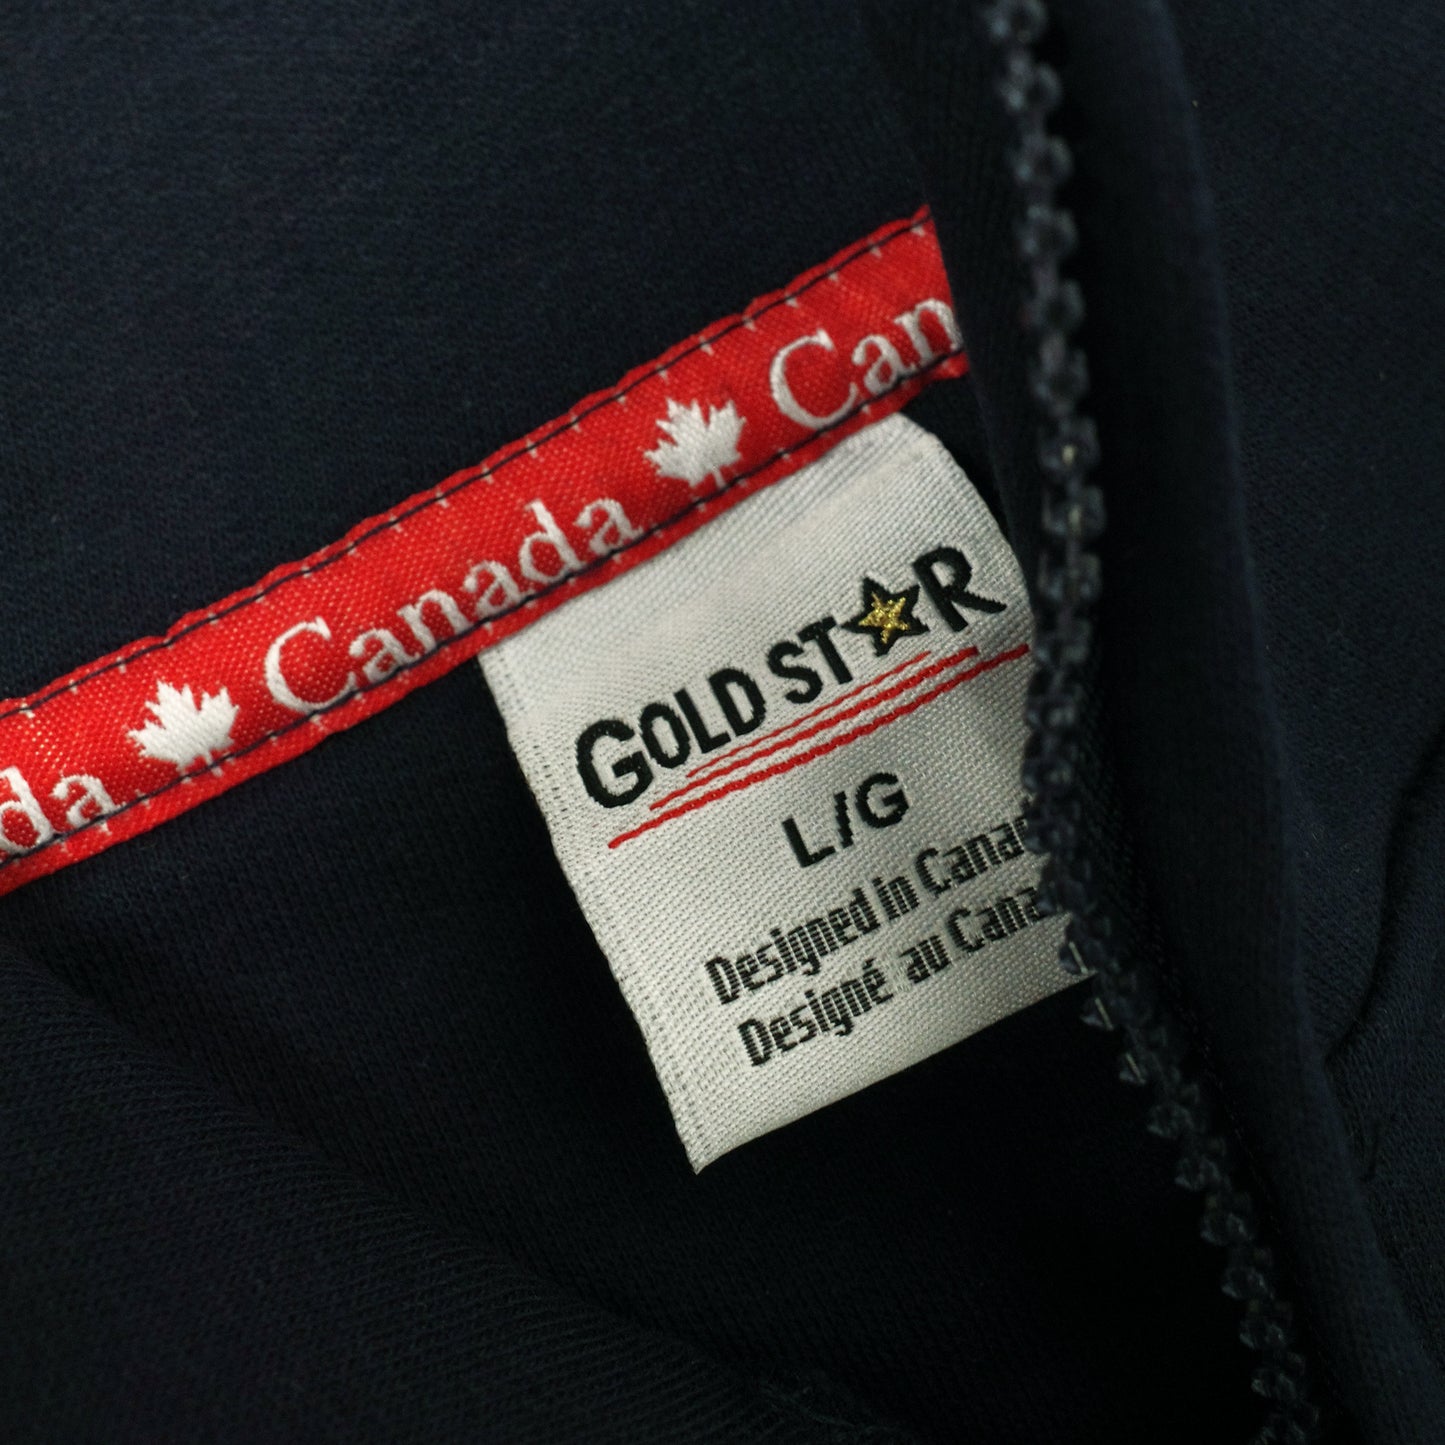 da Canada Can
GOLD STAR
L/G
Designed in Canad
Designé au Cana